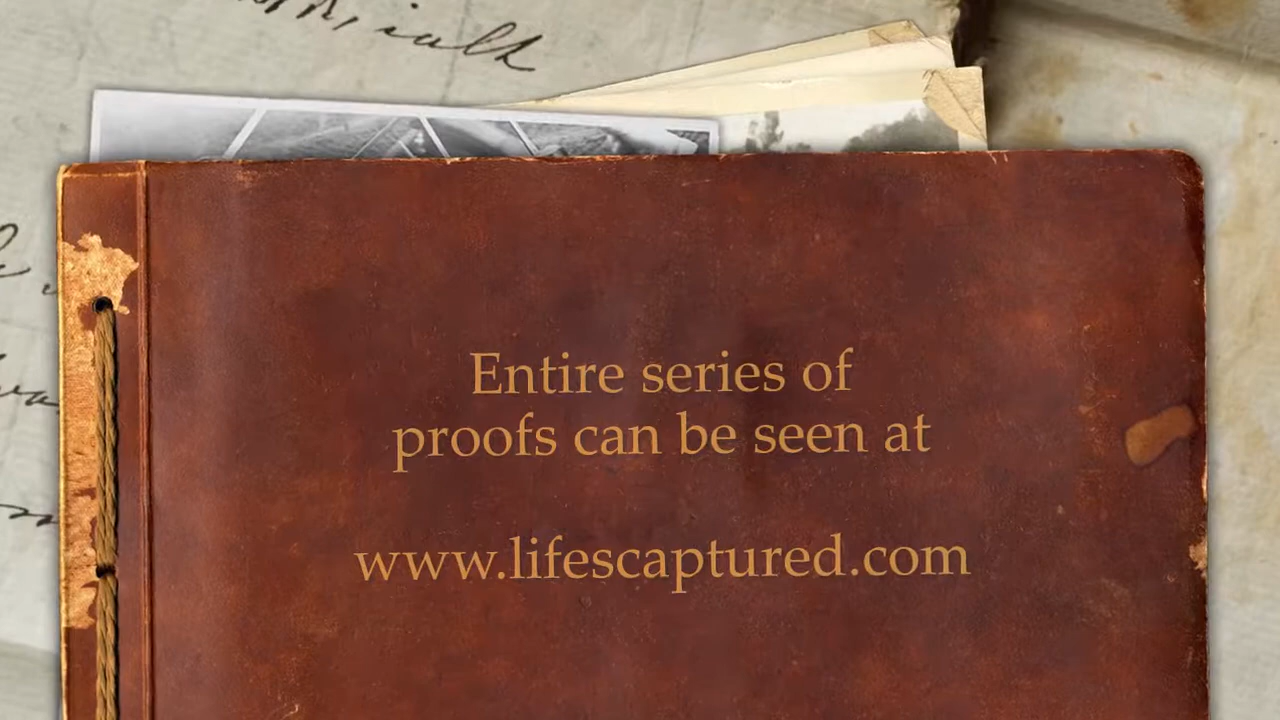 Entire series of
proofs can be seen at
www.lifescaptured.com